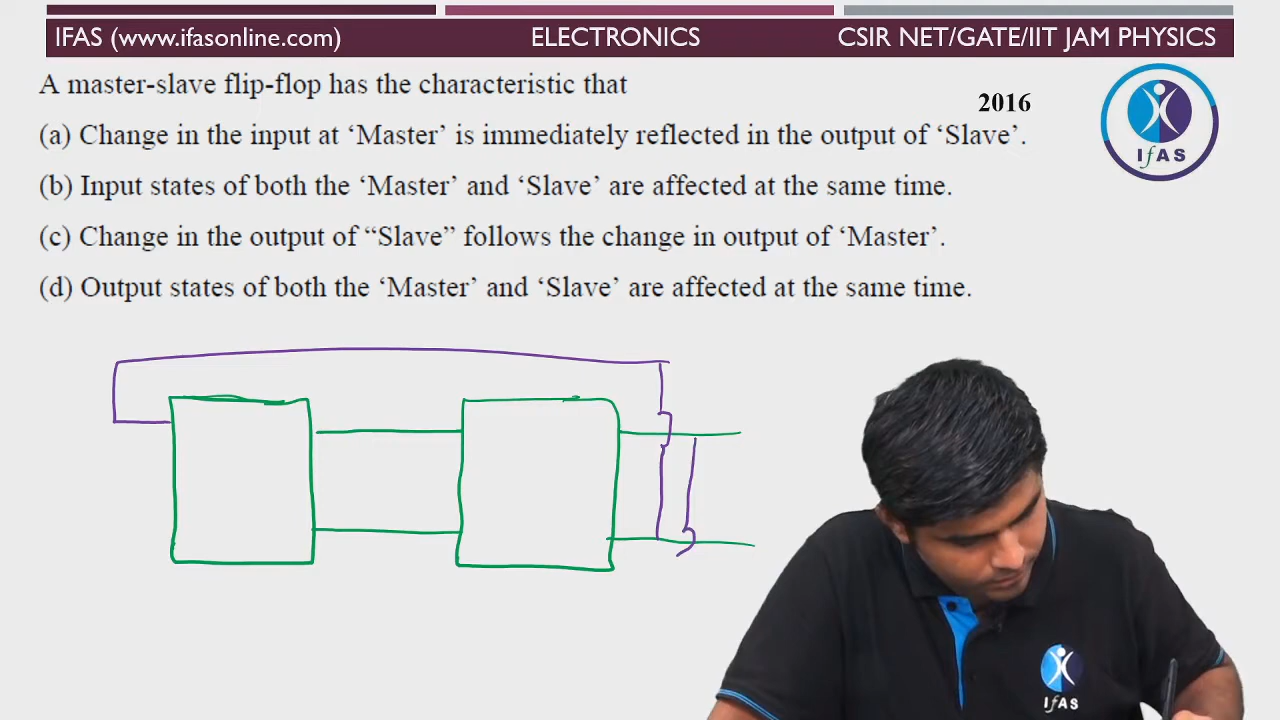 IFAS (www.ifasonline.com) ELECTRONICS CSIR NET/GATE/IIT JAM PHYSICS
A master-slave flip-flop has the characteristic that
2016
(a) Change in the input at ‘Master’ is immediately reflected in the output of ‘Slave’.
IfAS
(b) Input states of both the ‘Master’ and ‘Slave’ are affected at the same time.
(c) Change in the output of “Slave” follows the change in output of ‘Master’.
(d) Output states of both the ‘Master’ and ‘Slave’ are affected at the same time.
IfAS